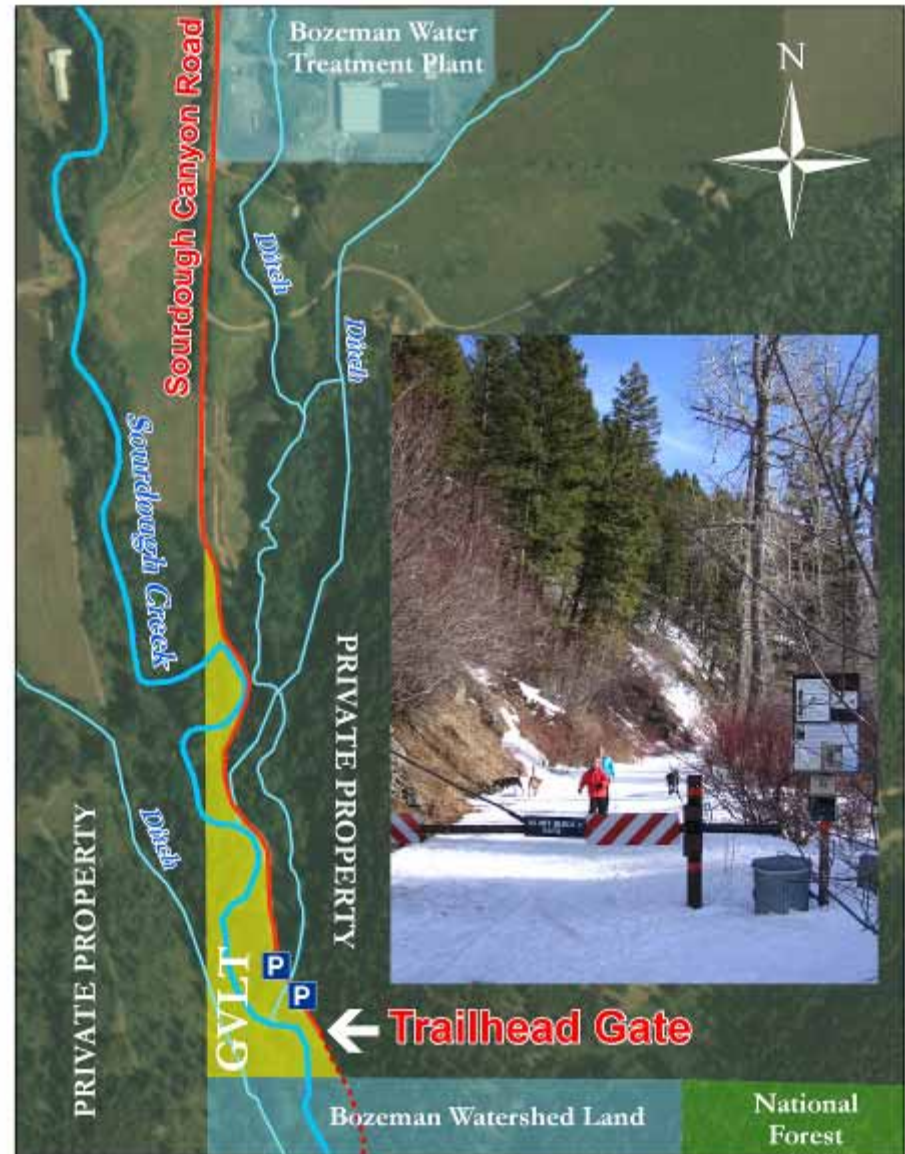 Bozeman Water
Treatment Plant
N
Sourdough Canyon Road
Ditch
Ditch
Sourdough Creek
PRIVATE PROPERTY
Ditch
PRIVATE PROPERTY
GVLT
P
P
Trailhead Gate
Bozeman Watershed Land
National
Forest